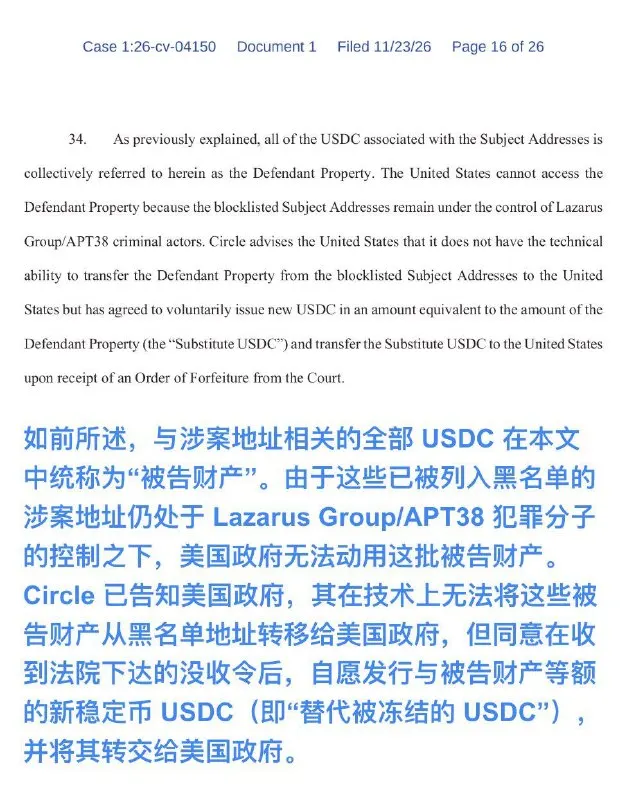 Case 1:26-cv-04150 Document 1 Filed 11/23/26 Page 16 of 26
34. As previously explained, all of the USDC associated with the Subject Addresses is
collectively referred to herein as the Defendant Property. The United States cannot access the
Defendant Property because the blocklisted Subject Addresses remain under the control of Lazarus
Group/APT38 criminal actors. Circle advises the United States that it does not have the technical
ability to transfer the Defendant Property from the blocklisted Subject Addresses to the United
States but has agreed to voluntarily issue new USDC in an amount equivalent to the amount of the
Defendant Property (the “Substitute USDC”) and transfer the Substitute USDC to the United States
upon receipt of an Order of Forfeiture from the Court.
如前所述，与涉案地址相关的全部 USDC 在本文
中统称为“被告财产”。由于这些已被列入黑名单的
涉案地址仍处于 Lazarus Group/APT38 犯罪分子
的控制之下，美国政府无法动用这批被告财产。
Circle 已告知美国政府，其在技术上无法将这些被
告财产从黑名单地址转移给美国政府，但同意在收
到法院下达的没收令后，自愿发行与被告财产等额
的新稳定币 USDC（即“替代被冻结的 USDC”），
并将其转交给美国政府。